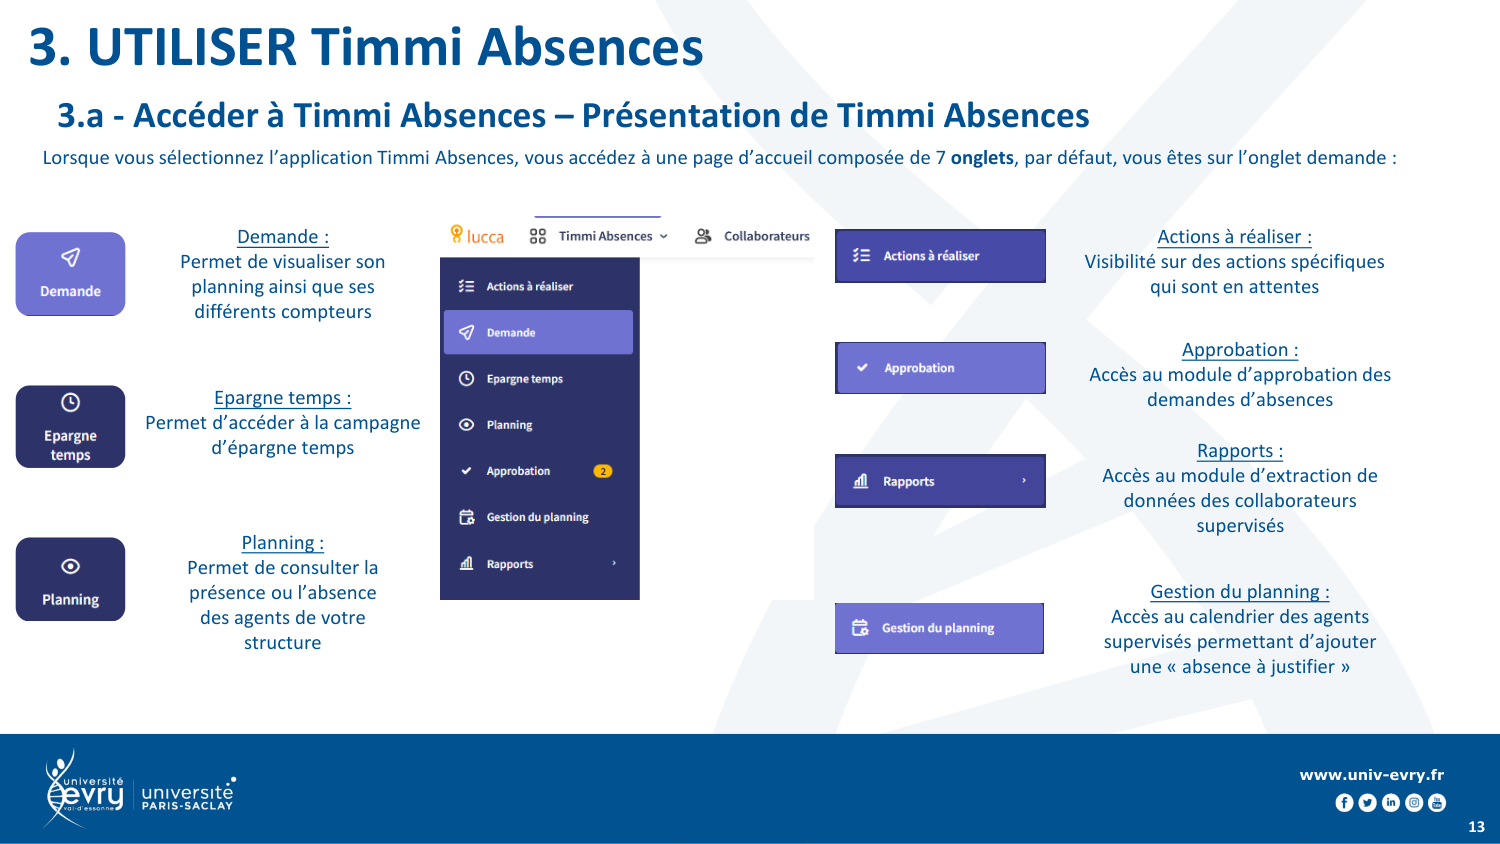 3. UTILISER Timmi Absences
3.a - Accéder à Timmi Absences – Présentation de Timmi Absences
Lorsque vous sélectionnez l’application Timmi Absences, vous accédez à une page d’accueil composée de 7 onglets, par défaut, vous êtes sur l’onglet demande :
Demande
Demande :
Permet de visualiser son
planning ainsi que ses
différents compteurs
Epargne
temps
Epargne temps :
Permet d’accéder à la campagne
d’épargne temps
Planning
Planning :
Permet de consulter la
présence ou l’absence
des agents de votre
structure
lucca Timmi Absences Collaborateurs
Actions à réaliser
Demande
Epargne temps
Planning
Approbation 2
Gestion du planning
Rapports
Actions à réaliser
Actions à réaliser :
Visibilité sur des actions spécifiques
qui sont en attentes
Approbation
Approbation :
Accès au module d’approbation des
demandes d’absences
Rapports
Rapports :
Accès au module d’extraction de
données des collaborateurs
supervisés
Gestion du planning
Gestion du planning :
Accès au calendrier des agents
supervisés permettant d’ajouter
une « absence à justifier »
université
evry
val-d'essonne
université
PARIS-SACLAY
www.univ-evry.fr
13